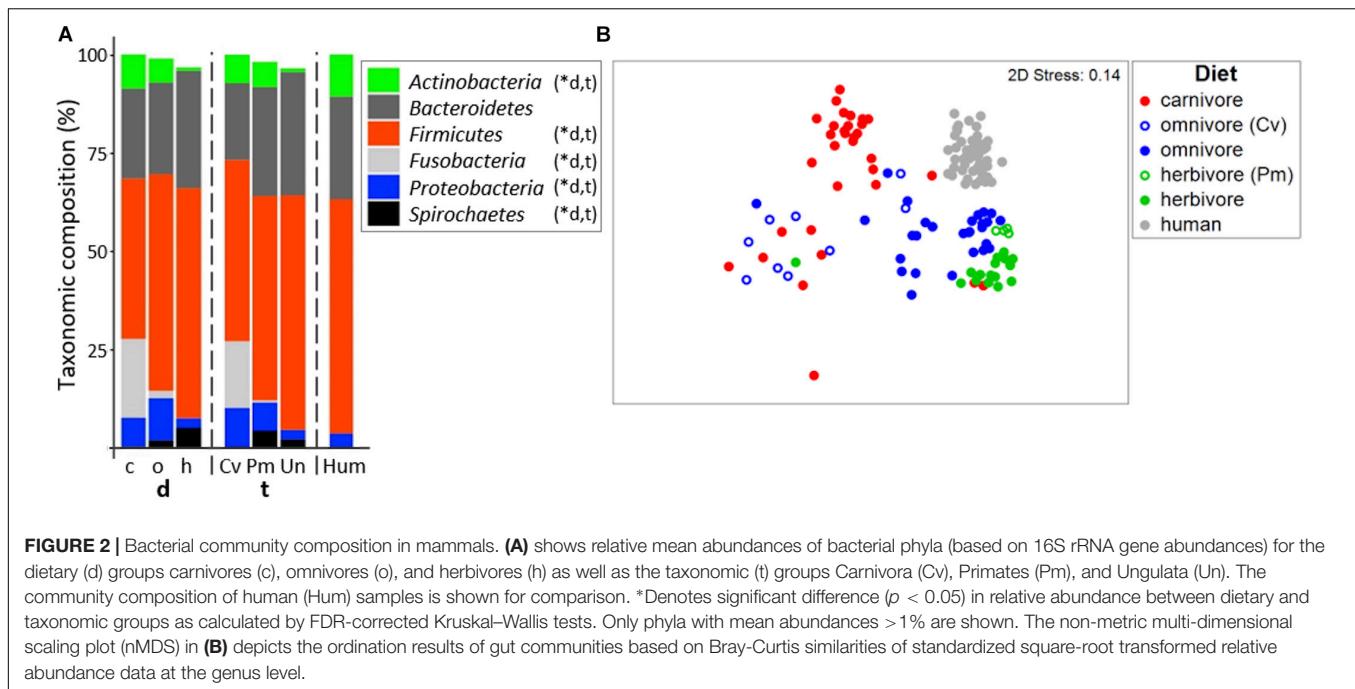 A
100
75
50
25
Taxonomic composition (%)
c o h | Cv Pm Un | Hum
d t
Actinobacteria (*d,t)
Bacteroidetes
Firmicutes (*d,t)
Fusobacteria (*d,t)
Proteobacteria (*d,t)
Spirochaetes (*d,t)
B
2D Stress: 0.14
Diet
carnivore
omnivore (Cv)
omnivore
herbivore (Pm)
herbivore
human
FIGURE 2 | Bacterial community composition in mammals. (A) shows relative mean abundances of bacterial phyla (based on 16S rRNA gene abundances) for the
dietary (d) groups carnivores (c), omnivores (o), and herbivores (h) as well as the taxonomic (t) groups Carnivora (Cv), Primates (Pm), and Ungulata (Un). The
community composition of human (Hum) samples is shown for comparison. *Denotes significant difference (p < 0.05) in relative abundance between dietary and
taxonomic groups as calculated by FDR-corrected Kruskal–Wallis tests. Only phyla with mean abundances >1% are shown. The non-metric multi-dimensional
scaling plot (nMDS) in (B) depicts the ordination results of gut communities based on Bray-Curtis similarities of standardized square-root transformed relative
abundance data at the genus level.